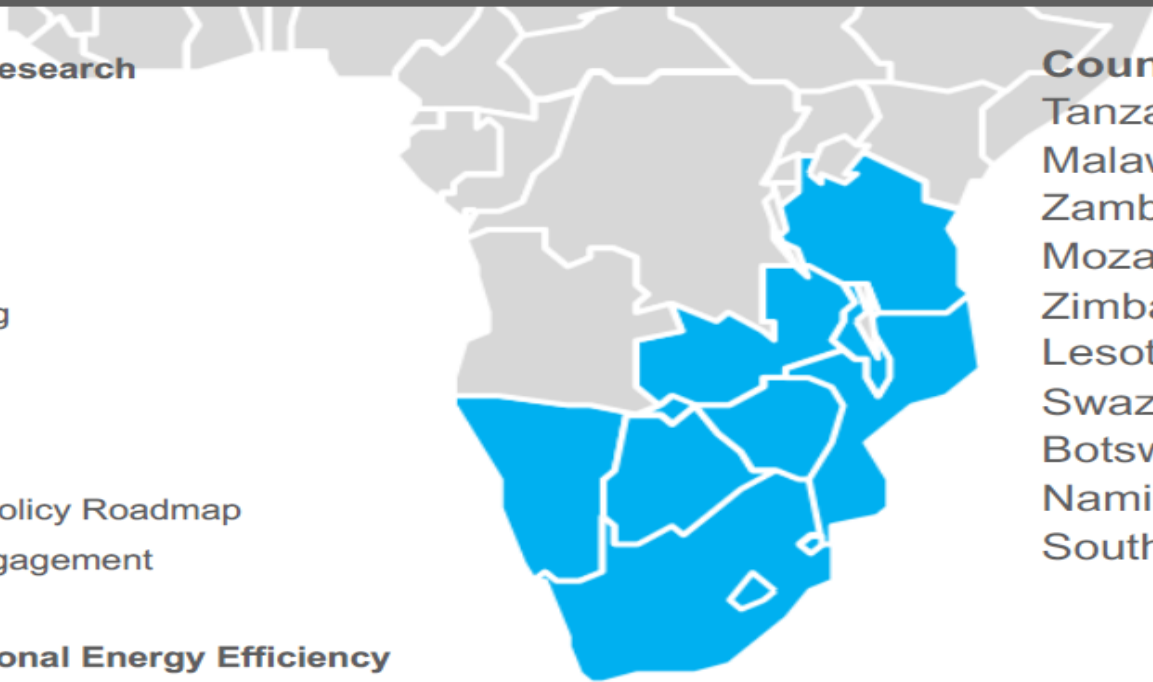 esearch
g
olicy Roadmap
gagement
onal Energy Efficiency
Coun
Tanza
Malaw
Zamb
Moza
Zimba
Lesot
Swaz
Botsw
Nami
South